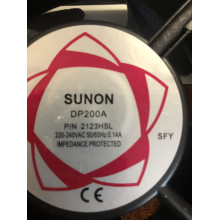 SUNON
DP200A
P/N 2123HSL
220-240VAC 50/60Hz 0.14A
IMPEDANCE PROTECTED
SFY
CE